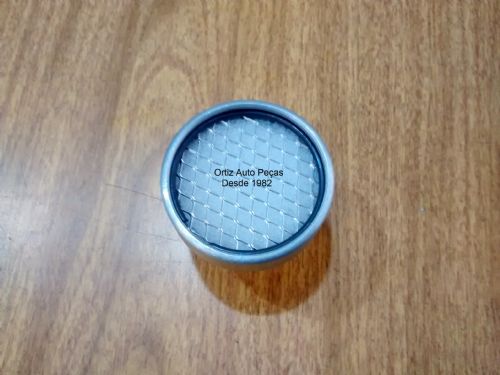 Ortiz Auto Peças
Desde 1982